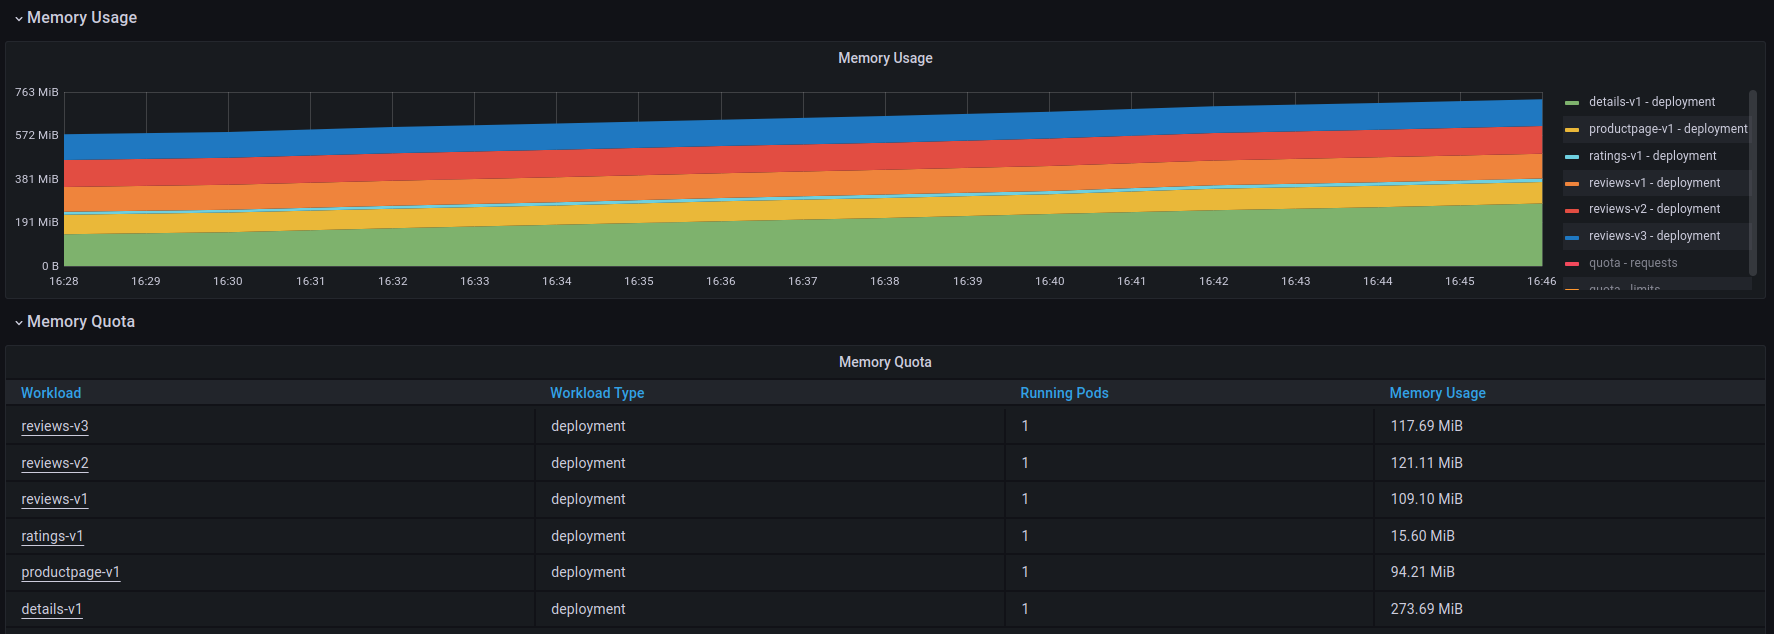 Memory Usage
Memory Usage
763 MiB
572 MiB
381 MiB
191 MiB
0 B
16:28 16:29 16:30 16:31 16:32 16:33 16:34 16:35 16:36 16:37 16:38 16:39 16:40 16:41 16:42 16:43 16:44 16:45 16:46
details-v1 - deployment
productpage-v1 - deployment
ratings-v1 - deployment
reviews-v1 - deployment
reviews-v2 - deployment
reviews-v3 - deployment
quota - requests
quota - limits
Memory Quota
Memory Quota
Workload Workload Type Running Pods Memory Usage
reviews-v3 deployment 1 117.69 MiB
reviews-v2 deployment 1 121.11 MiB
reviews-v1 deployment 1 109.10 MiB
ratings-v1 deployment 1 15.60 MiB
productpage-v1 deployment 1 94.21 MiB
details-v1 deployment 1 273.69 MiB